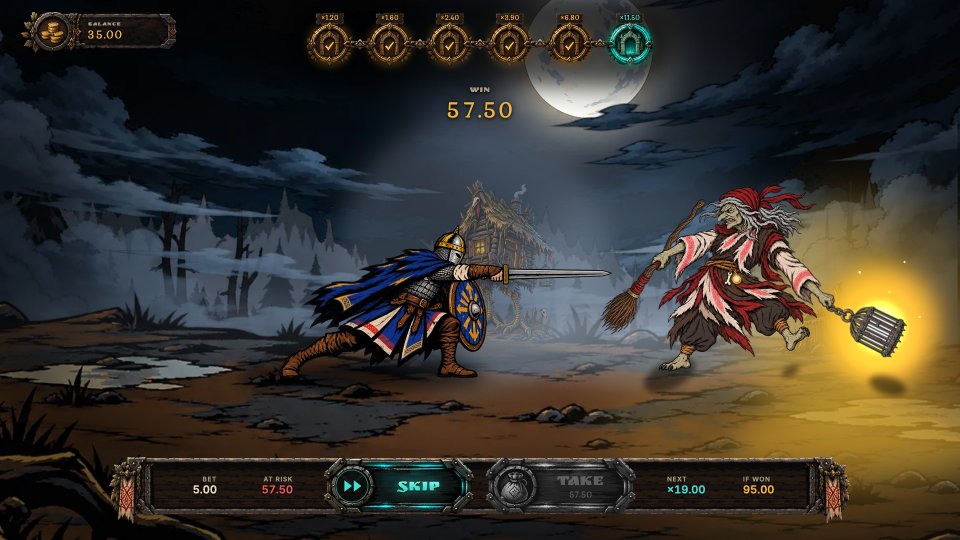 BALANCE
35.00
×1.20
×1.60
×2.40
×3.90
×6.80
×11.50
WIN
57.50
BET
5.00
AT RISK
57.50
SKIP
TAKE
57.50
NEXT
×19.00
IF WON
95.00